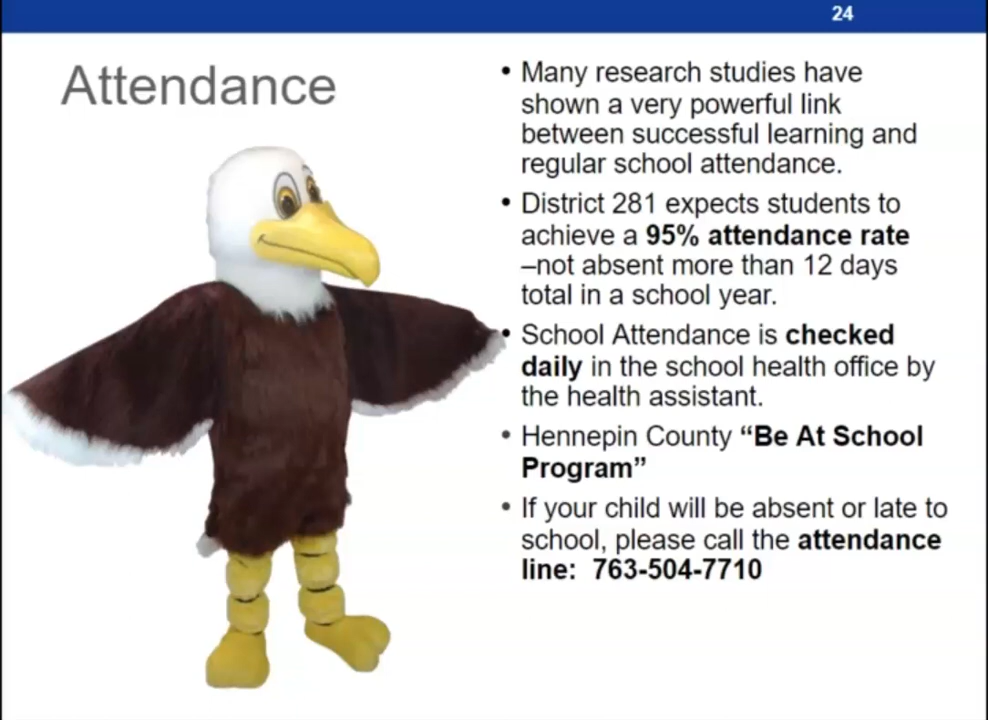 24
Attendance
• Many research studies have
shown a very powerful link
between successful learning and
regular school attendance.
• District 281 expects students to
achieve a 95% attendance rate
–not absent more than 12 days
total in a school year.
• School Attendance is checked
daily in the school health office by
the health assistant.
• Hennepin County “Be At School
Program”
• If your child will be absent or late to
school, please call the attendance
line:  763-504-7710